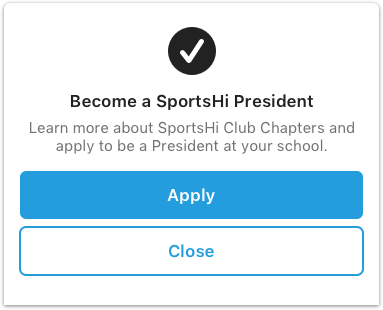 Become a SportsHi President
Learn more about SportsHi Club Chapters and
apply to be a President at your school.
Apply
Close